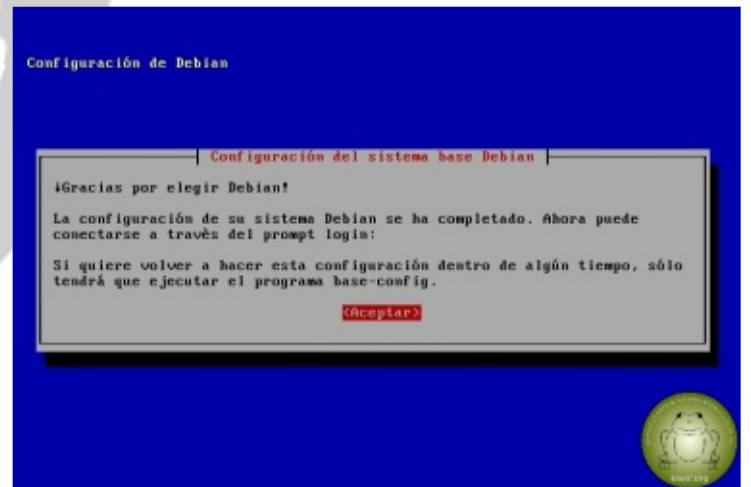 Configuración de Debian
Configuración del sistema base Debian
¡Gracias por elegir Debian!
La configuración de su sistema Debian se ha completado. Ahora puede
conectarse a través del prompt login:
Si quiere volver a hacer esta configuración dentro de algún tiempo, sólo
tendrá que ejecutar el programa base-config.
<Aceptar>